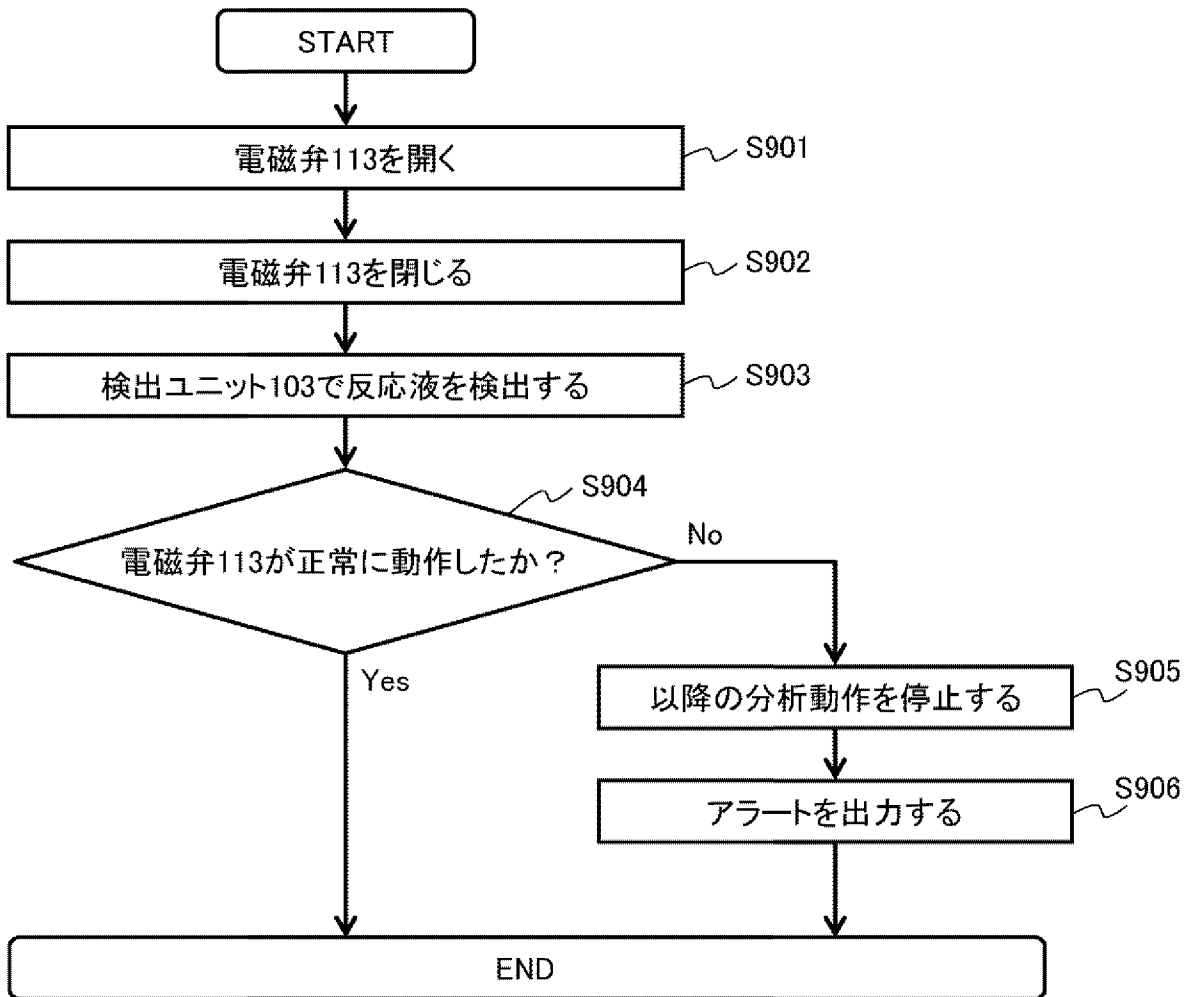 START
電磁弁113を開く
S901
電磁弁113を閉じる
S902
検出ユニット103で反応液を検出する
S903
S904
電磁弁113が正常に動作したか？
No
Yes
以降の分析動作を停止する
S905
アラートを出力する
S906
END